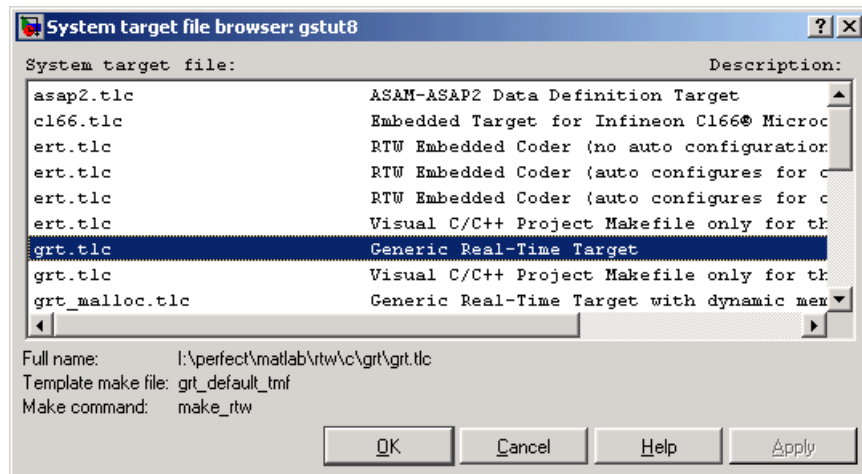 System target file browser: gstut8
System target file: Description:
asap2.tlc ASAM-ASAP2 Data Definition Target
c166.tlc Embedded Target for Infineon C166® Microc
ert.tlc RTW Embedded Coder (no auto configuration
ert.tlc RTW Embedded Coder (auto configures for c
ert.tlc RTW Embedded Coder (auto configures for c
ert.tlc Visual C/C++ Project Makefile only for th
grt.tlc Generic Real-Time Target
grt.tlc Visual C/C++ Project Makefile only for th
grt_malloc.tlc Generic Real-Time Target with dynamic mem
Full name: I:\perfect\matlab\rtw\c\grt\grt.tlc
Template make file: grt_default_tmf
Make command: make_rtw
OK Cancel Help Apply